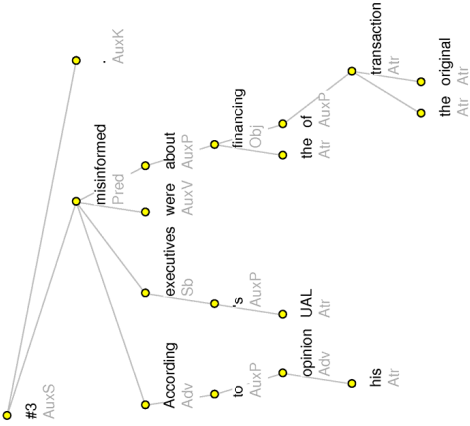 #3
AuxS
misinformed .
Pred AuxK
According executives were about
Adv Sb AuxV AuxP
to 's financing
AuxP AuxP Obj
opinion UAL the of
Adv Atr Atr AuxP
his transaction
Atr Atr
the original
Atr Atr